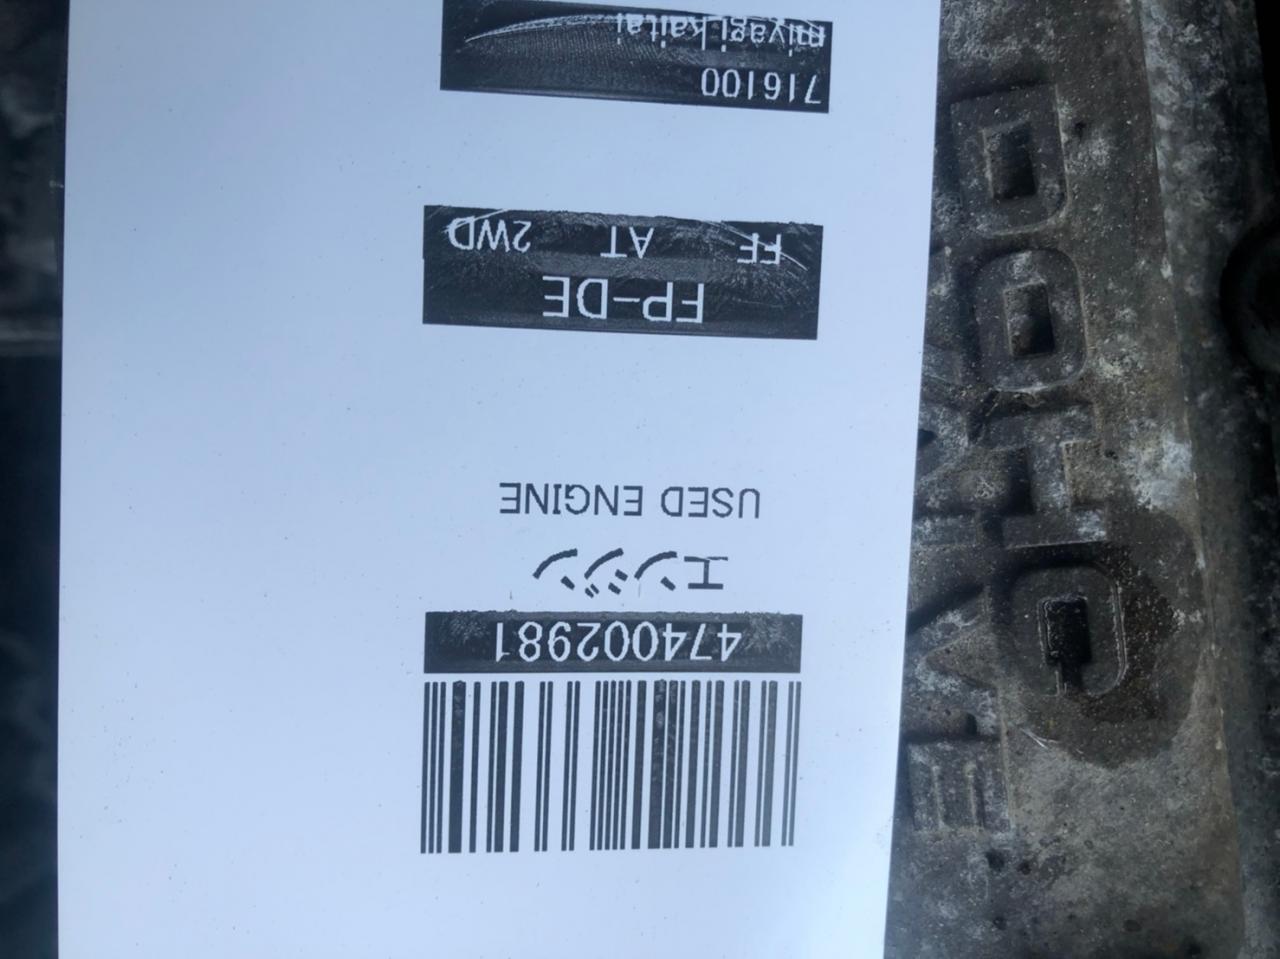 474002981
エンジン
USED ENGINE
FP-DE
FF AT 2WD
716100
miyagi kaitai
DOHC